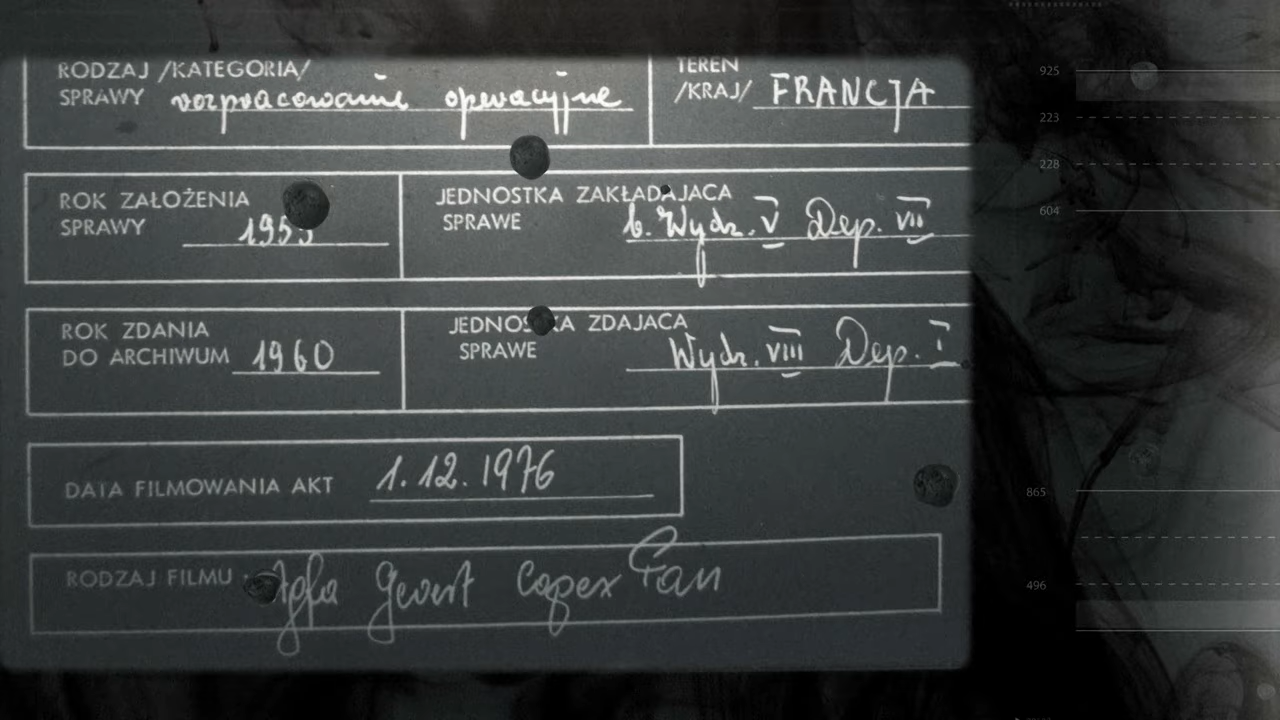 RODZAJ /KATEGORIA/
SPRAWY rozpracowanie operacyjne
TEREN
/KRAJ/ FRANCJA
ROK ZAŁOŻENIA
SPRAWY 1955
JEDNOSTKA ZAKŁADAJACA
SPRAWE b. Wydz. V Dep. VII
ROK ZDANIA
DO ARCHIWUM 1960
JEDNOSTKA ZDAJACA
SPRAWE Wydz. VIII Dep. I
DATA FILMOWANIA AKT 1.12.1976
RODZAJ FILMU Agfa Gevert Copex Pan
925
223
228
604
865
496